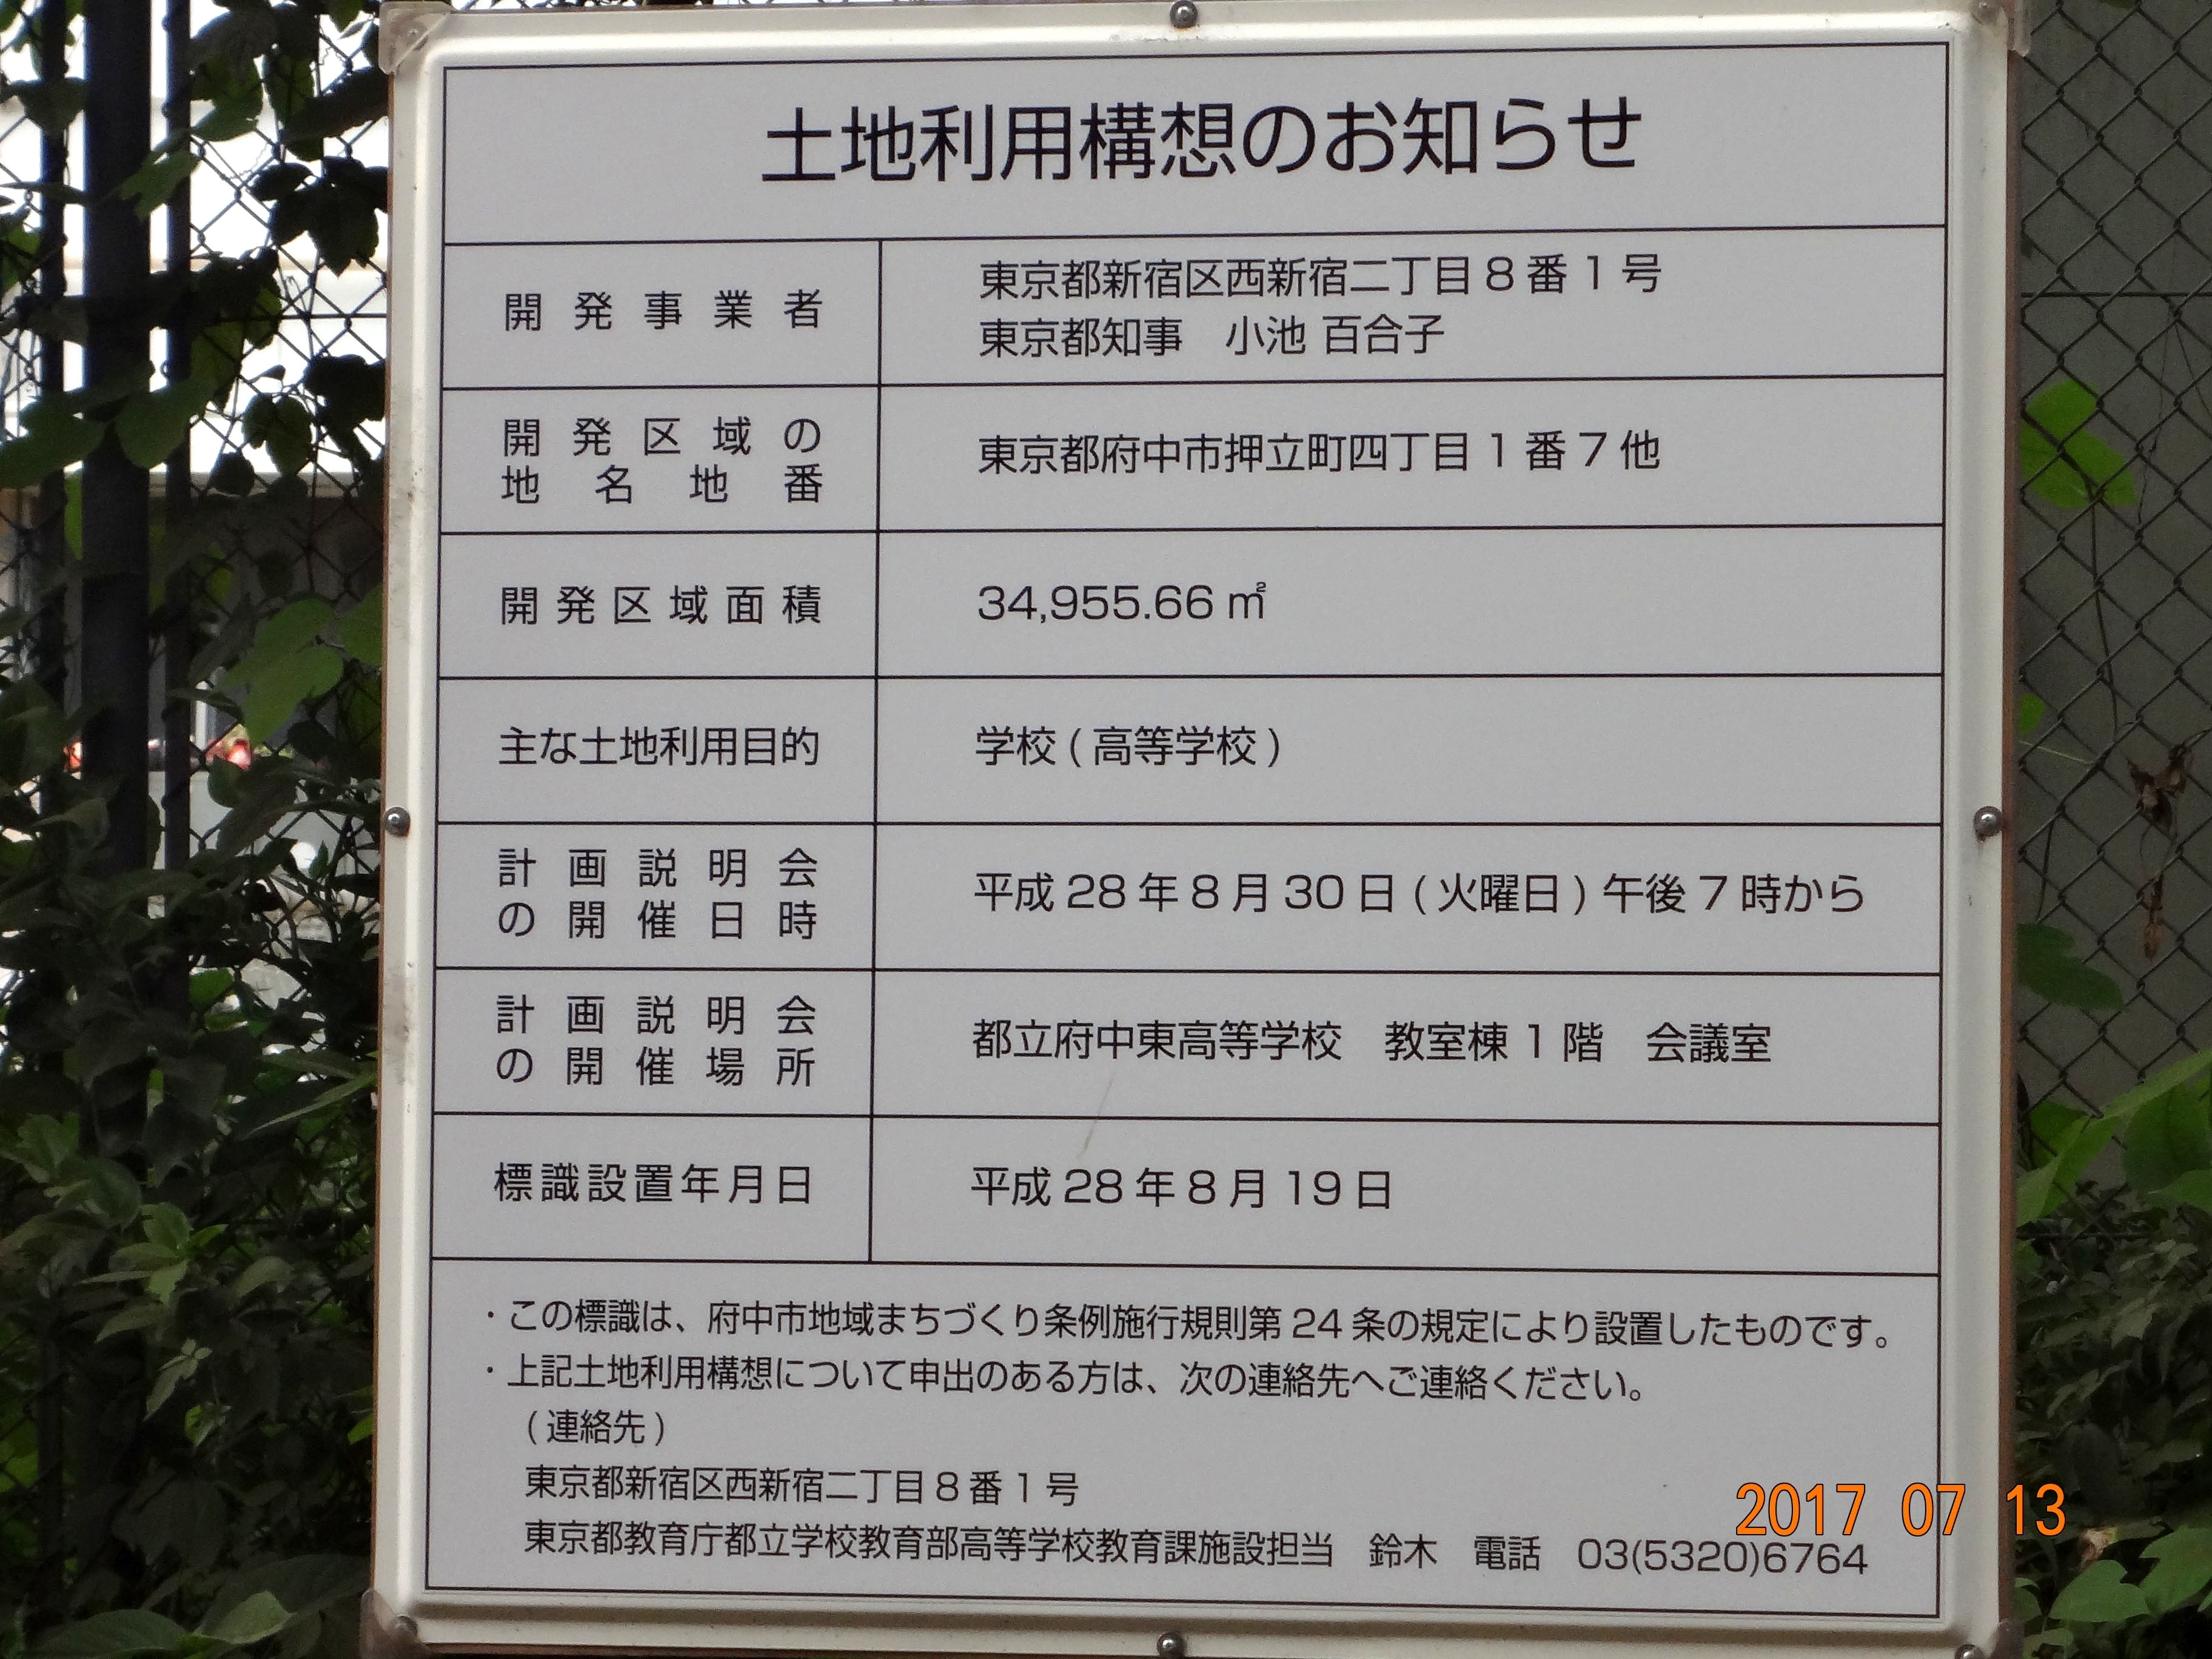 土地利用構想のお知らせ
開発事業者
東京都新宿区西新宿二丁目8番1号
東京都知事　小池 百合子
開発区域の
地名地番
東京都府中市押立町四丁目1番7他
開発区域面積
34,955.66㎡
主な土地利用目的
学校(高等学校)
計画説明会
の開催日時
平成28年8月30日(火曜日)午後7時から
計画説明会
の開催場所
都立府中東高等学校　教室棟1階　会議室
標識設置年月日
平成28年8月19日
・この標識は、府中市地域まちづくり条例施行規則第24条の規定により設置したものです。
・上記土地利用構想について申出のある方は、次の連絡先へご連絡ください。
(連絡先)
東京都新宿区西新宿二丁目8番1号
東京都教育庁都立学校教育部高等学校教育課施設担当　鈴木　電話　03(5320)6764
2017 07 13